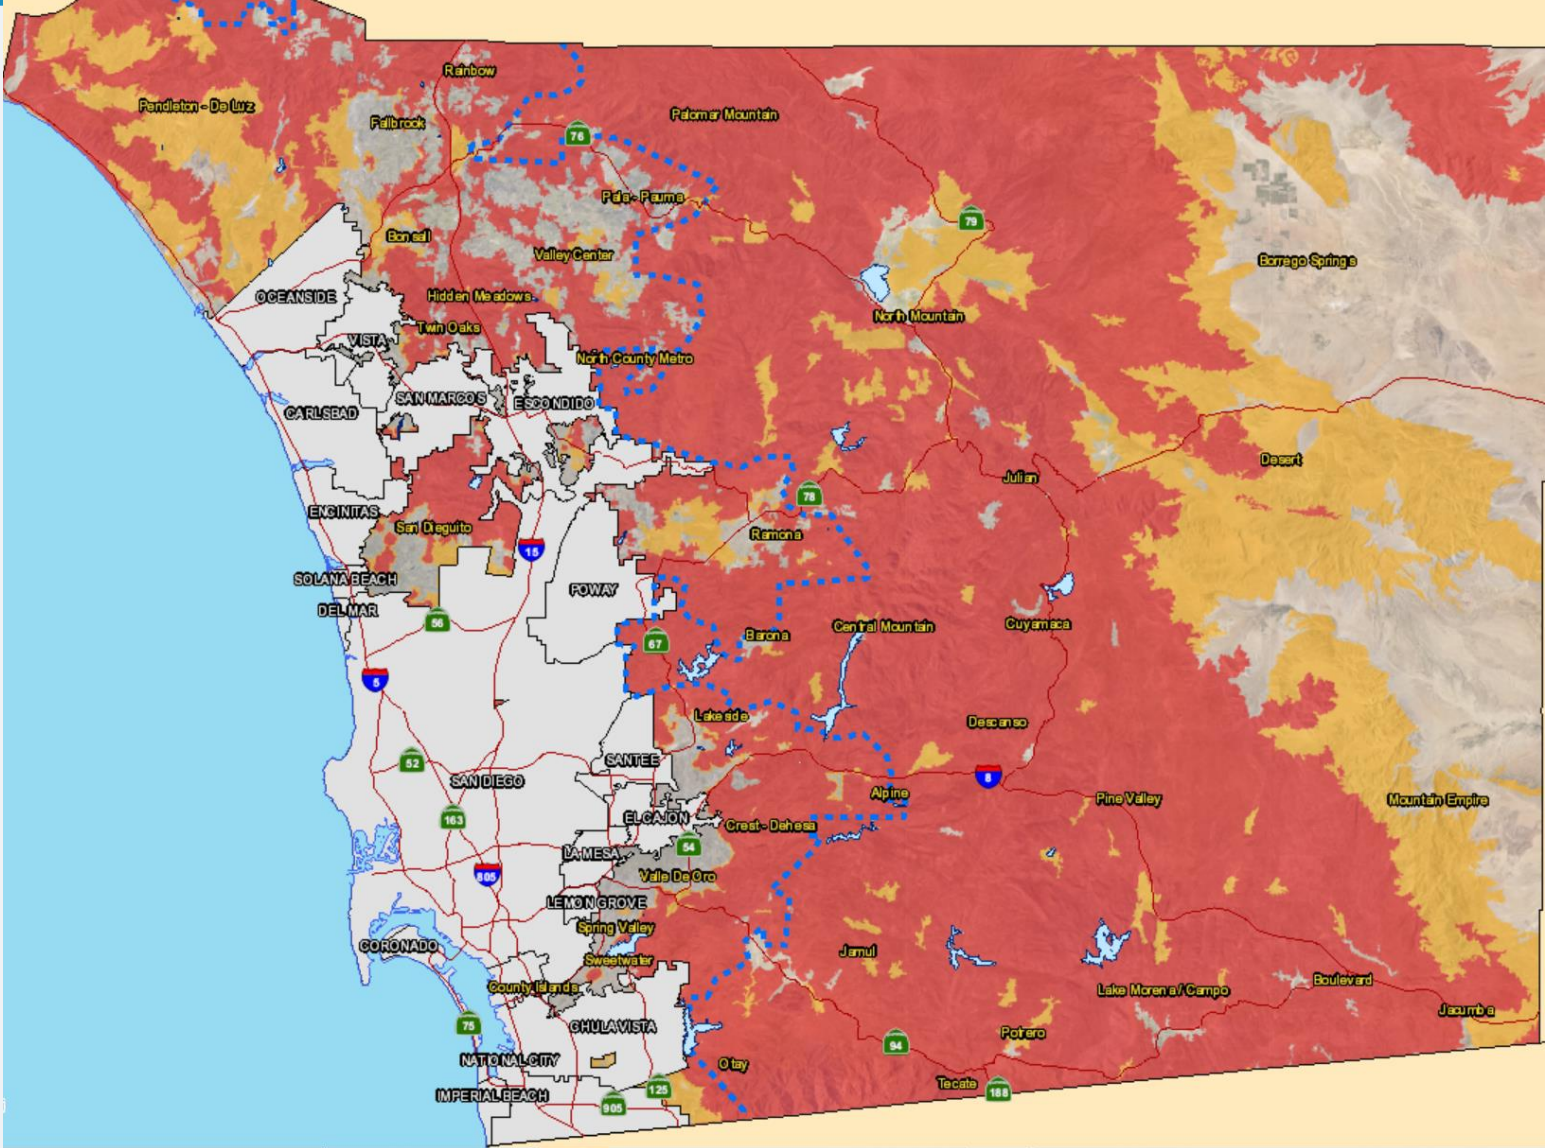 Rainbow
Pendleton - De Luz
Fallbrook
Palomar Mountain
76
Pala - Pauma
79
Bonsall
Valley Center
Borrego Springs
OCEANSIDE
Hidden Meadows
North Mountain
Twin Oaks
VISTA
North County Metro
SAN MARCOS
ESCONDIDO
CARLSBAD
Desert
Julian
78
ENCINITAS
San Dieguito
Ramona
15
SOLANA BEACH
POWAY
DEL MAR
56
Central Mountain
Cuyamaca
Barona
67
5
Lakeside
Descanso
52
SANTEE
SAN DIEGO
8
Alpine
Pine Valley
Mountain Empire
163
EL CAJON
Crest - Dehesa
54
LA MESA
805
Valle De Oro
LEMON GROVE
Spring Valley
CORONADO
Jamul
Sweetwater
County Islands
Lake Morena / Campo
Boulevard
Jacumba
75
CHULA VISTA
Potrero
94
NATIONAL CITY
Otay
Tecate
125
188
IMPERIAL BEACH
905